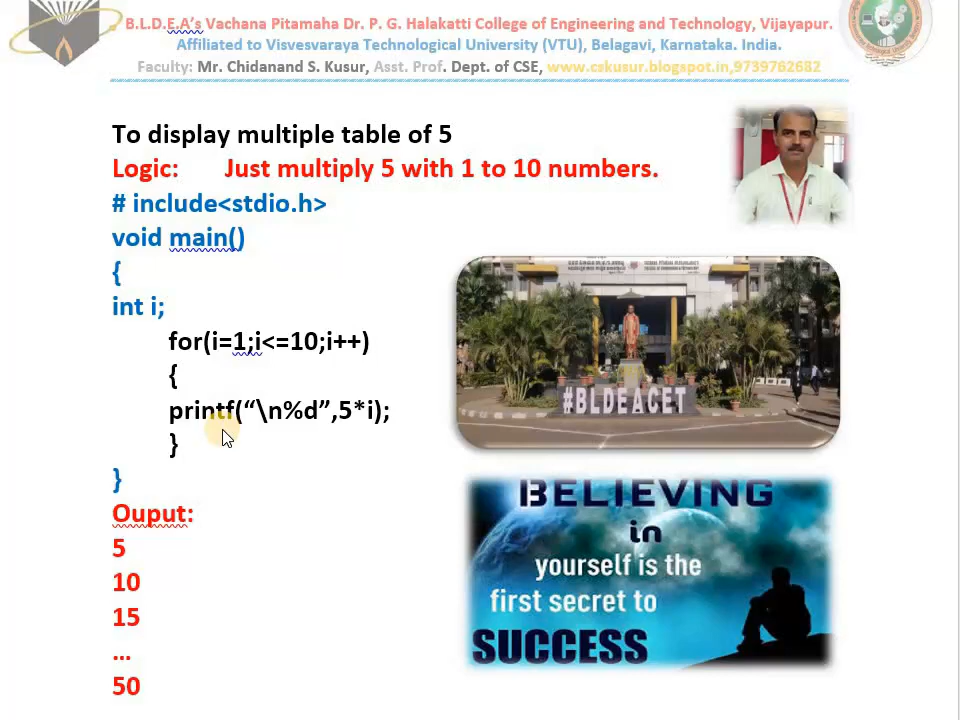 B.L.D.E.A's Vachana Pitamaha Dr. P. G. Halakatti College of Engineering and Technology, Vijayapur.
Affiliated to Visvesvaraya Technological University (VTU), Belagavi, Karnataka. India.
Faculty: Mr. Chidanand S. Kusur, Asst. Prof. Dept. of CSE, www.cskusur.blogspot.in,9739762682
To display multiple table of 5
Logic: Just multiply 5 with 1 to 10 numbers.
# include<stdio.h>
void main()
{
int i;
for(i=1;i<=10;i++)
{
printf(“\n%d”,5*i);
}
}
Ouput:
5
10
15
...
50
#BLDEACET
BELIEVING
in
yourself is the
first secret to
SUCCESS